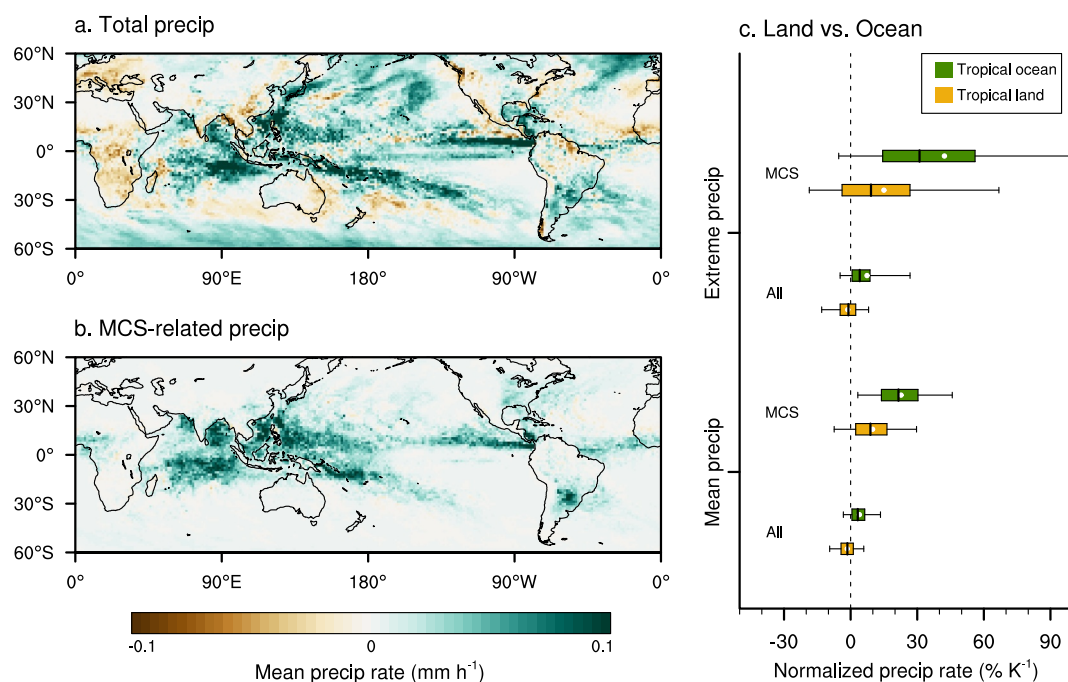 a. Total precip
60°N
30°N
0°
30°S
60°S
0° 90°E 180° 90°W 0°
b. MCS-related precip
60°N
30°N
0°
30°S
60°S
0° 90°E 180° 90°W 0°
-0.1 0 0.1
Mean precip rate (mm h⁻¹)
c. Land vs. Ocean
Tropical ocean
Tropical land
Extreme precip
MCS
All
Mean precip
MCS
All
-30 0 30 60 90
Normalized precip rate (% K⁻¹)